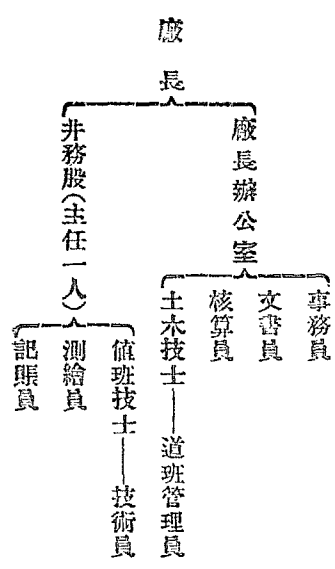 廠長
廠長辦公室
事務員
文書員
核算員
土木技士——道班管理員
井務股(主任一人)
值班技士——技術員
測繪員
記賬員